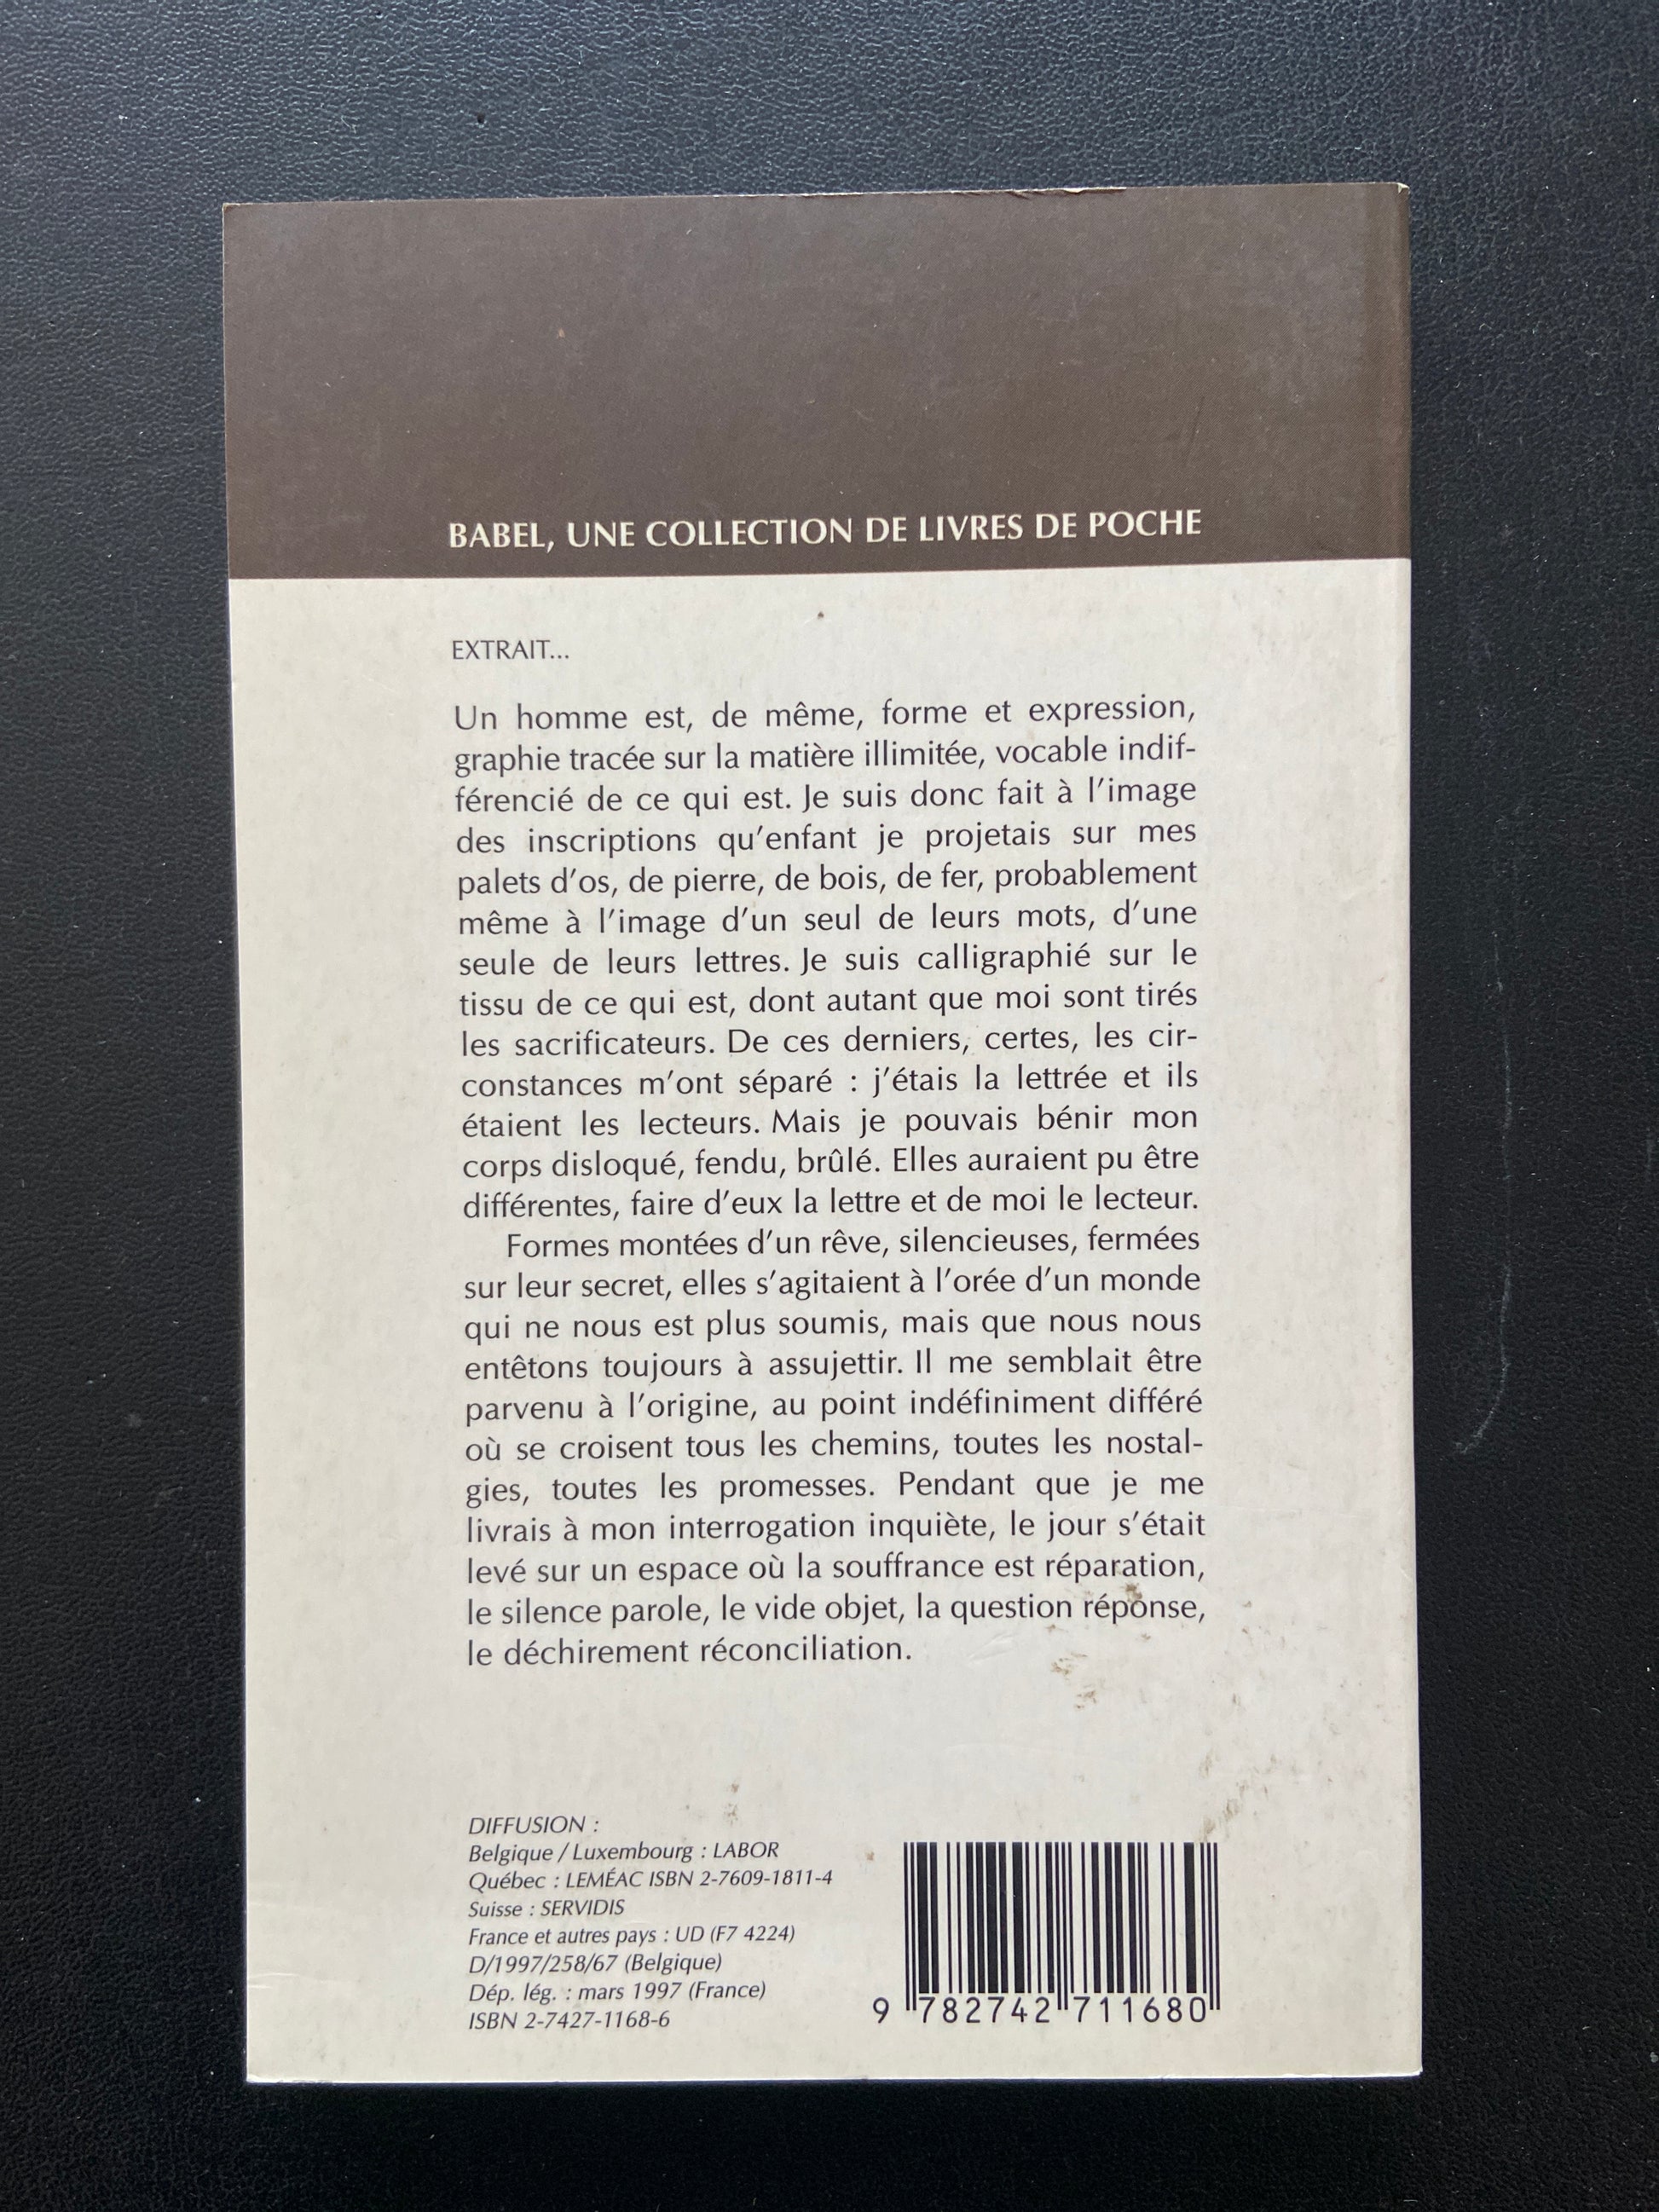 BABEL, UNE COLLECTION DE LIVRES DE POCHE
EXTRAIT...
Un homme est, de même, forme et expression,
graphie tracée sur la matière illimitée, vocable indif-
férencié de ce qui est. Je suis donc fait à l'image
des inscriptions qu'enfant je projetais sur mes
palets d'os, de pierre, de bois, de fer, probablement
même à l'image d'un seul de leurs mots, d'une
seule de leurs lettres. Je suis calligraphié sur le
tissu de ce qui est, dont autant que moi sont tirés
les sacrificateurs. De ces derniers, certes, les cir-
constances m'ont séparé : j'étais la lettrée et ils
étaient les lecteurs. Mais je pouvais bénir mon
corps disloqué, fendu, brûlé. Elles auraient pu être
différentes, faire d'eux la lettre et de moi le lecteur.
Formes montées d'un rêve, silencieuses, fermées
sur leur secret, elles s'agitaient à l'orée d'un monde
qui ne nous est plus soumis, mais que nous nous
entêtons toujours à assujettir. Il me semblait être
parvenu à l'origine, au point indéfiniment différé
où se croisent tous les chemins, toutes les nostal-
gies, toutes les promesses. Pendant que je me
livrais à mon interrogation inquiète, le jour s'était
levé sur un espace où la souffrance est réparation,
le silence parole, le vide objet, la question réponse,
le déchirement réconciliation.
DIFFUSION :
Belgique / Luxembourg : LABOR
Québec : LEMÉAC ISBN 2-7609-1811-4
Suisse : SERVIDIS
France et autres pays : UD (F7 4224)
D/1997/258/67 (Belgique)
Dép. lég. : mars 1997 (France)
ISBN 2-7427-1168-6
9 782742 711680